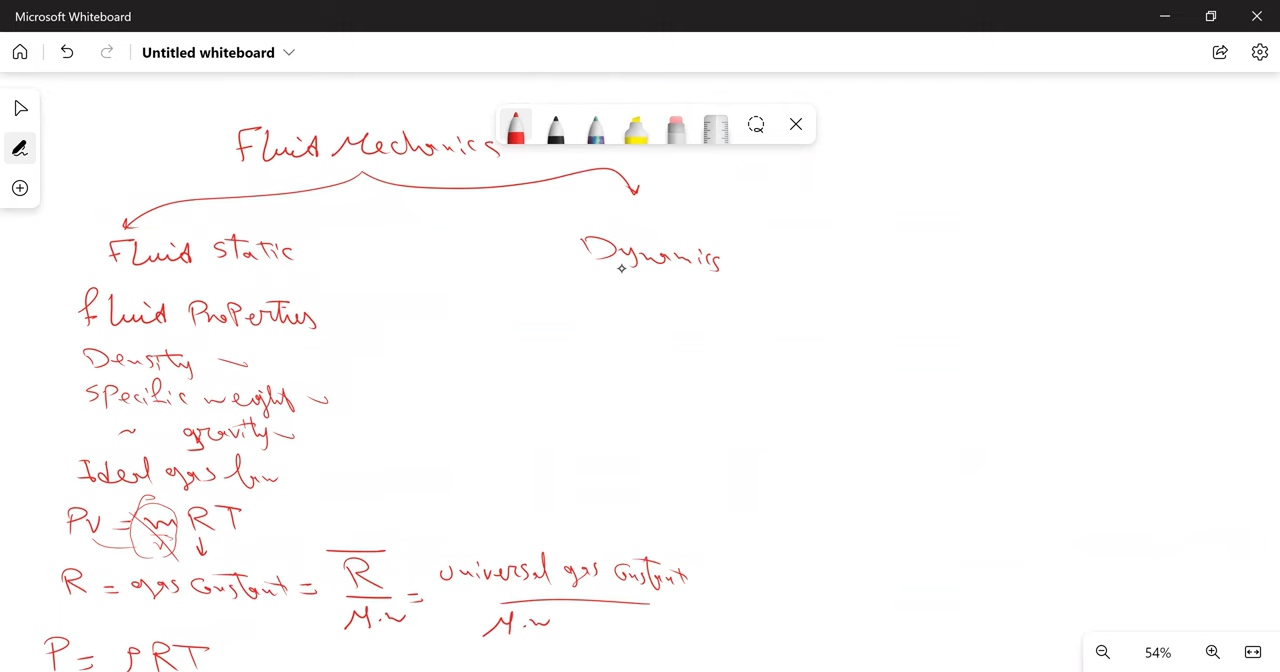 Microsoft Whiteboard
Untitled whiteboard
Fluid Mechanics
Fluid Static
Dynamics
Fluid Properties
Density
Specific weight
~ gravity
Ideal gas law
PV = m RT
R = gas Constant = R / M.w = Universal gas Constant / M.w
P = ρRT
54%